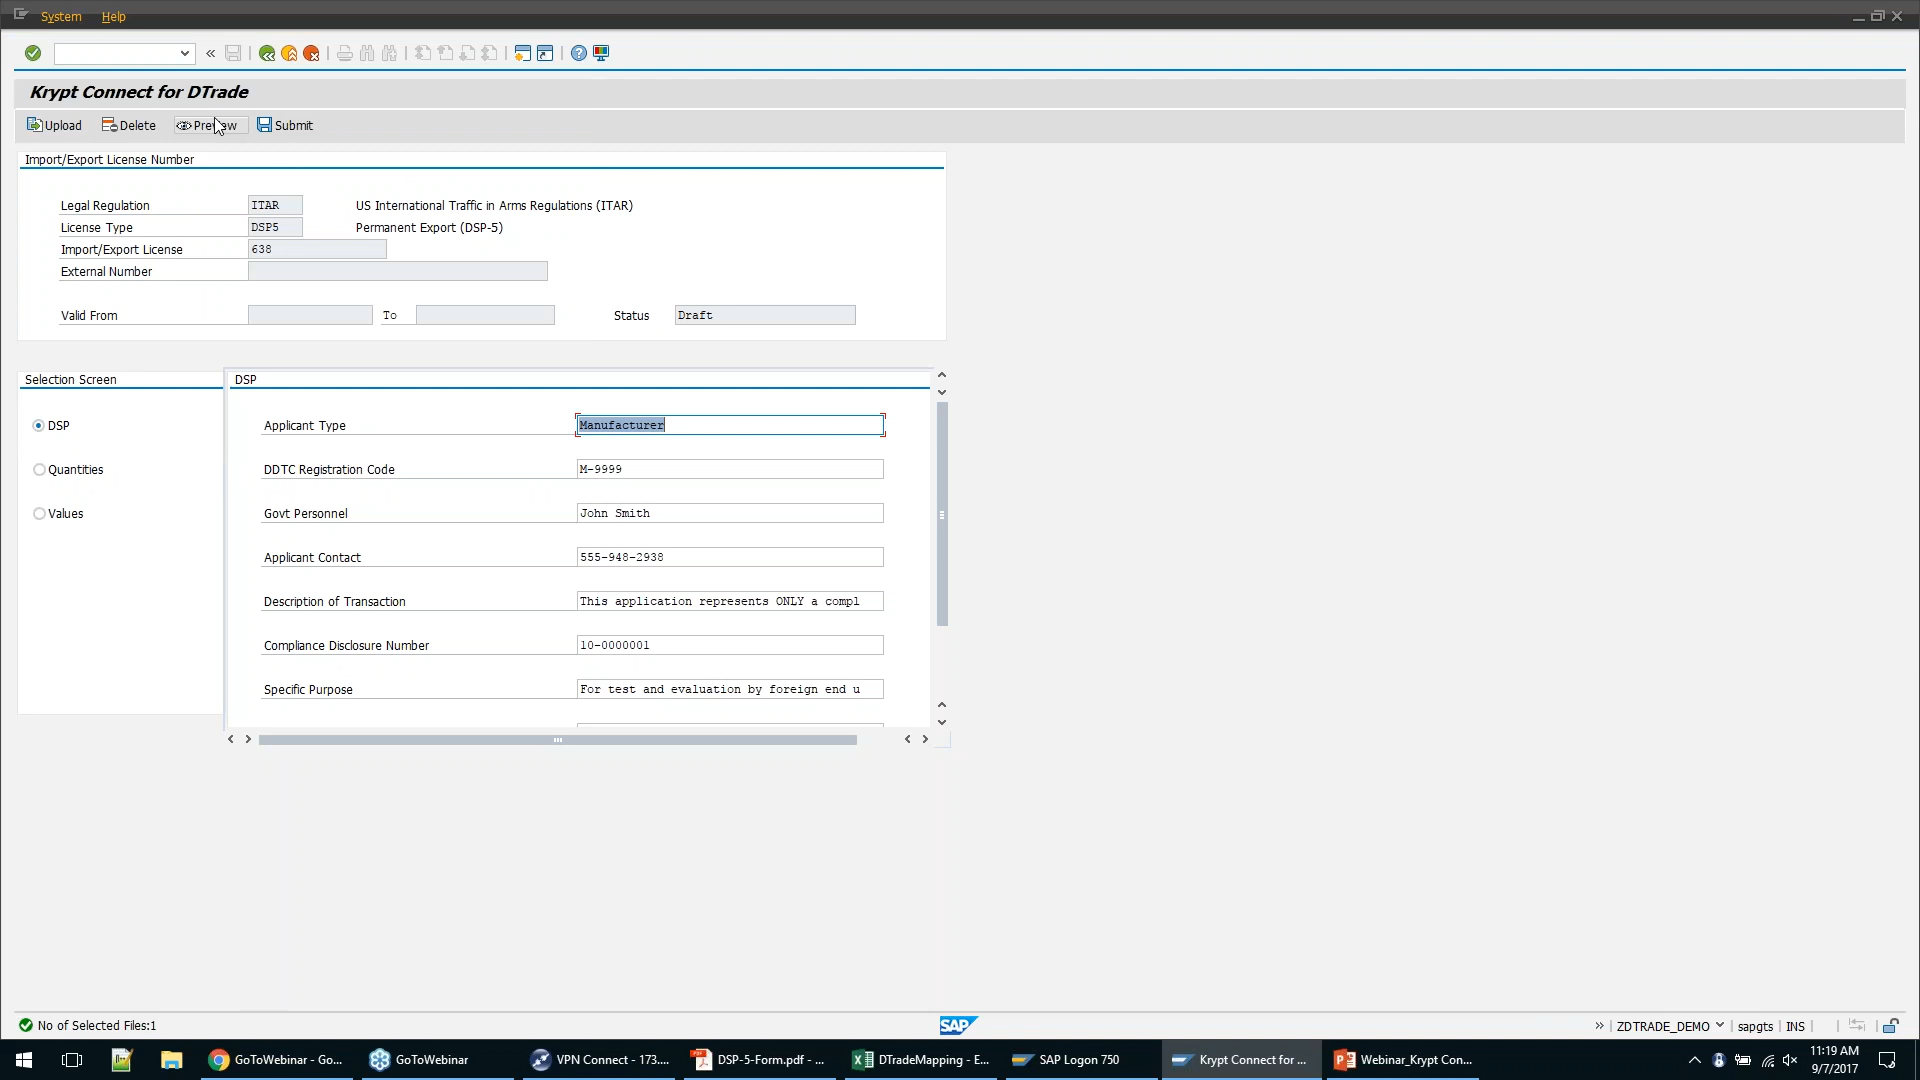 System Help
Krypt Connect for DTrade
Upload Delete Preview Submit
Import/Export License Number
Legal Regulation ITAR US International Traffic in Arms Regulations (ITAR)
License Type DSP5 Permanent Export (DSP-5)
Import/Export License 638
External Number
Valid From To Status Draft
Selection Screen DSP
DSP Applicant Type Manufacturer
Quantities DDTC Registration Code M-9999
Values Govt Personnel John Smith
Applicant Contact 555-948-2938
Description of Transaction This application represents ONLY a compl
Compliance Disclosure Number 10-0000001
Specific Purpose For test and evaluation by foreign end u
No of Selected Files:1 SAP ZDTRADE_DEMO sapgts INS
GoToWebinar - Go... GoToWebinar VPN Connect - 173.... DSP-5-Form.pdf - ... DTradeMapping - E... SAP Logon 750 Krypt Connect for ... Webinar_Krypt Con... 11:19 AM
9/7/2017